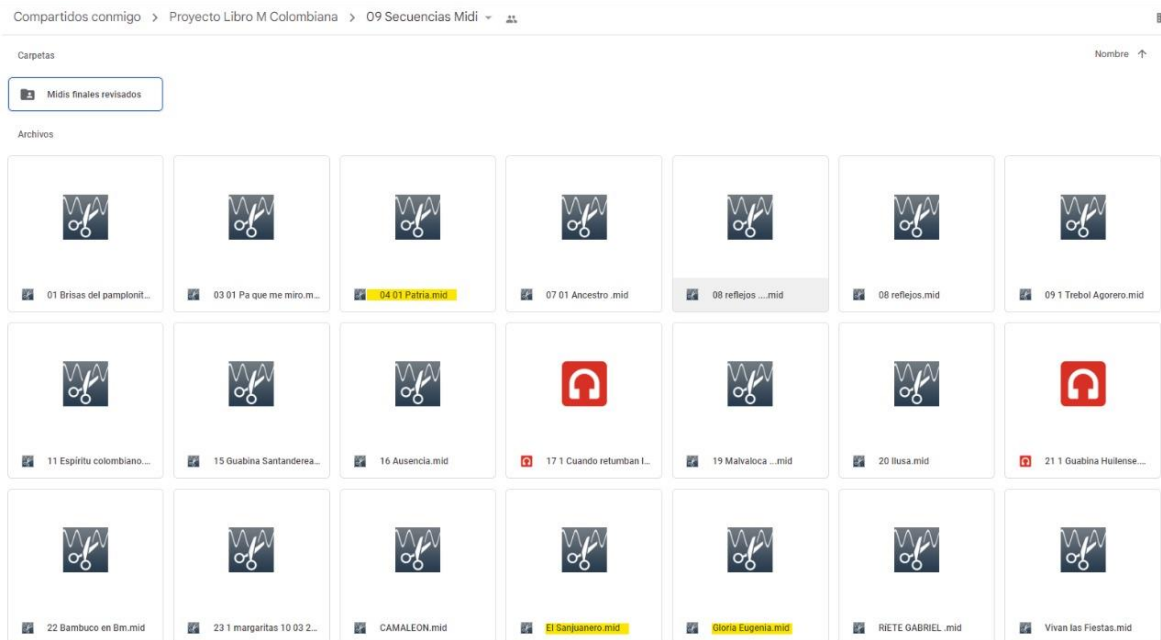 Compartidos conmigo > Proyecto Libro M Colombiana > 09 Secuencias Midi
Carpetas
Nombre
Midis finales revisados
Archivos
01 Brisas del pamplonit...
03 01 Pa que me miro.m...
04 01 Patria.mid
07 01 Ancestro .mid
08 reflejos ....mid
08 reflejos.mid
09 1 Trebol Agorero.mid
11 Espíritu colombiano....
15 Guabina Santanderea...
16 Ausencia.mid
17 1 Cuando retumban l...
19 Malvaloca ...mid
20 Ilusa.mid
21 1 Guabina Huilense....
22 Bambuco en Bm.mid
23 1 margaritas 10 03 2...
CAMALEON.mid
El Sanjuanero.mid
Gloria Eugenia.mid
RíETE GABRIEL .mid
Vivan las Fiestas.mid